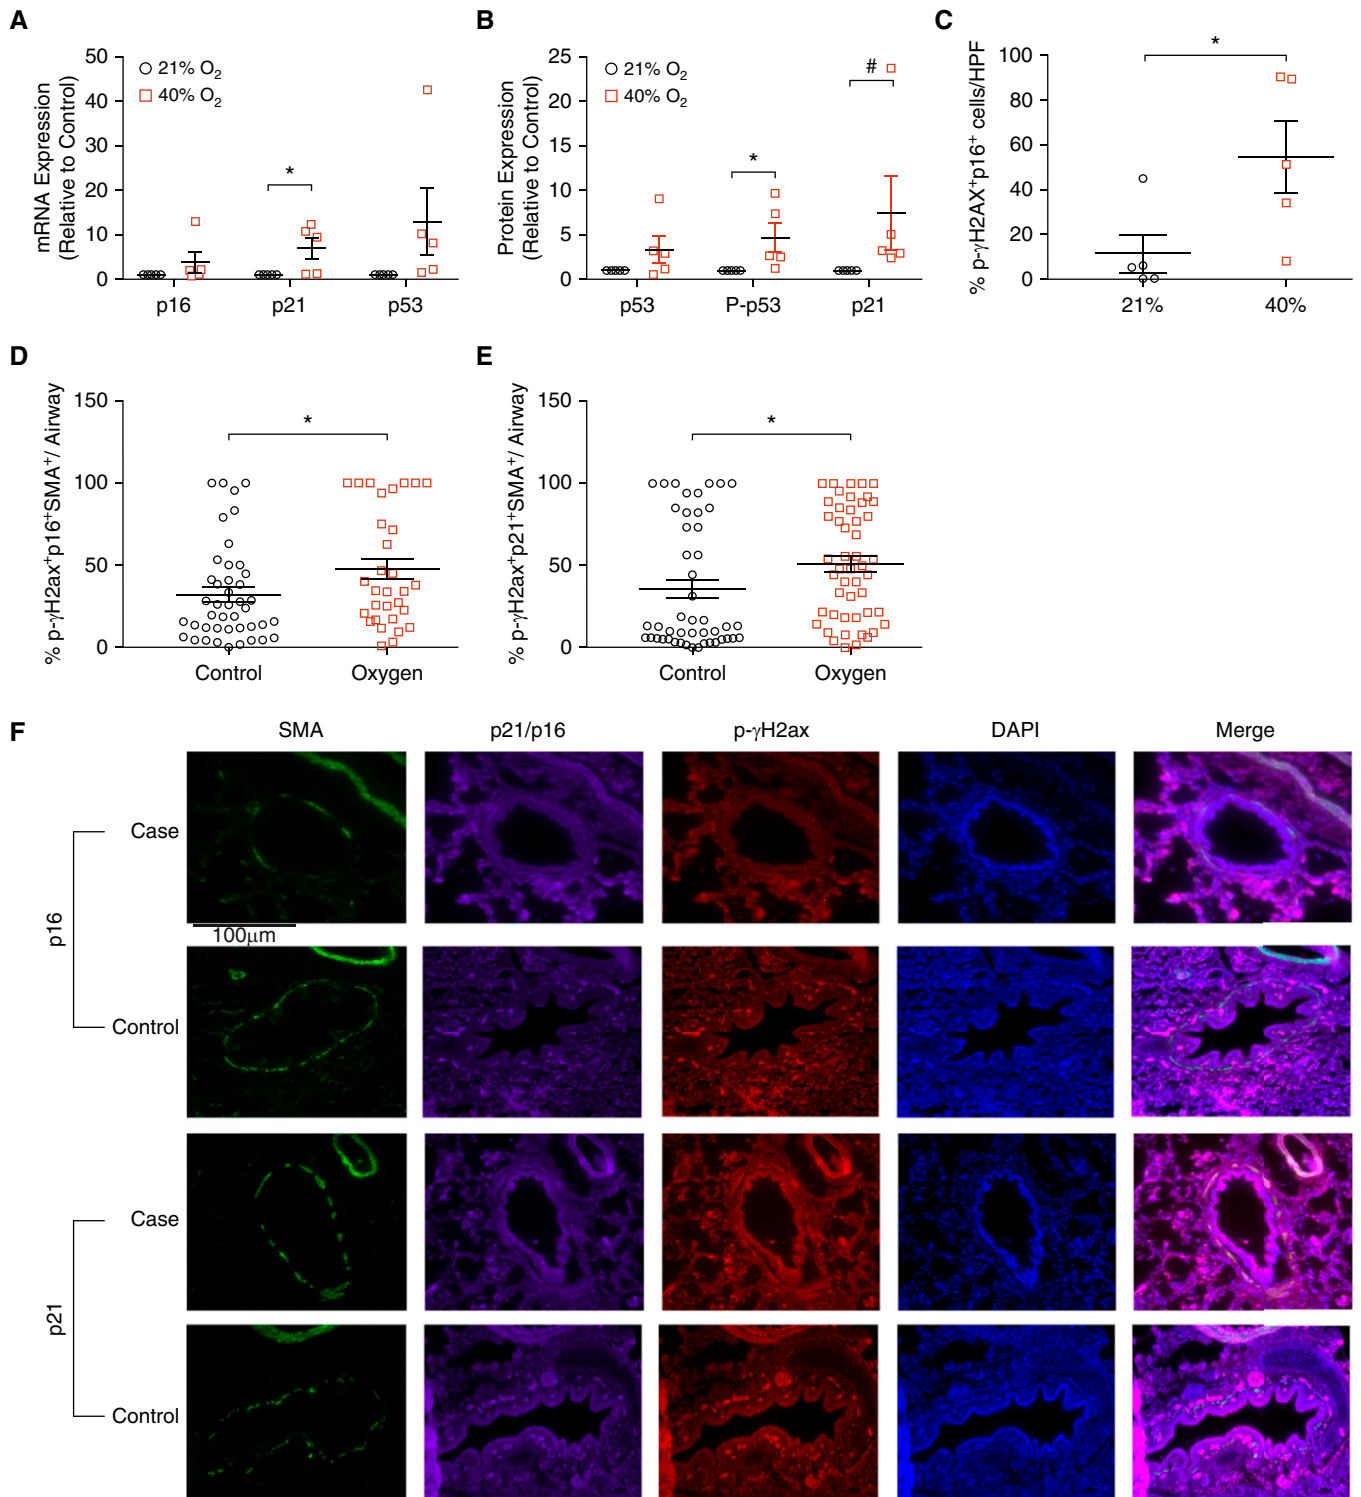 A
mRNA Expression
(Relative to Control)
50
40
30
20
10
0
21% O2
40% O2
*
p16
p21
p53
B
Protein Expression
(Relative to Control)
25
20
15
10
5
0
21% O2
40% O2
*
#
p53
P-p53
p21
C
% p-γH2AX+p16+ cells/HPF
100
80
60
40
20
0
*
21%
40%
D
% p-γH2ax+p16+SMA+/ Airway
150
100
50
0
*
Control
Oxygen
E
% p-γH2ax+p21+SMA+/ Airway
150
100
50
0
*
Control
Oxygen
F
SMA
p21/p16
p-γH2ax
DAPI
Merge
p16
Case
100μm
Control
p21
Case
Control